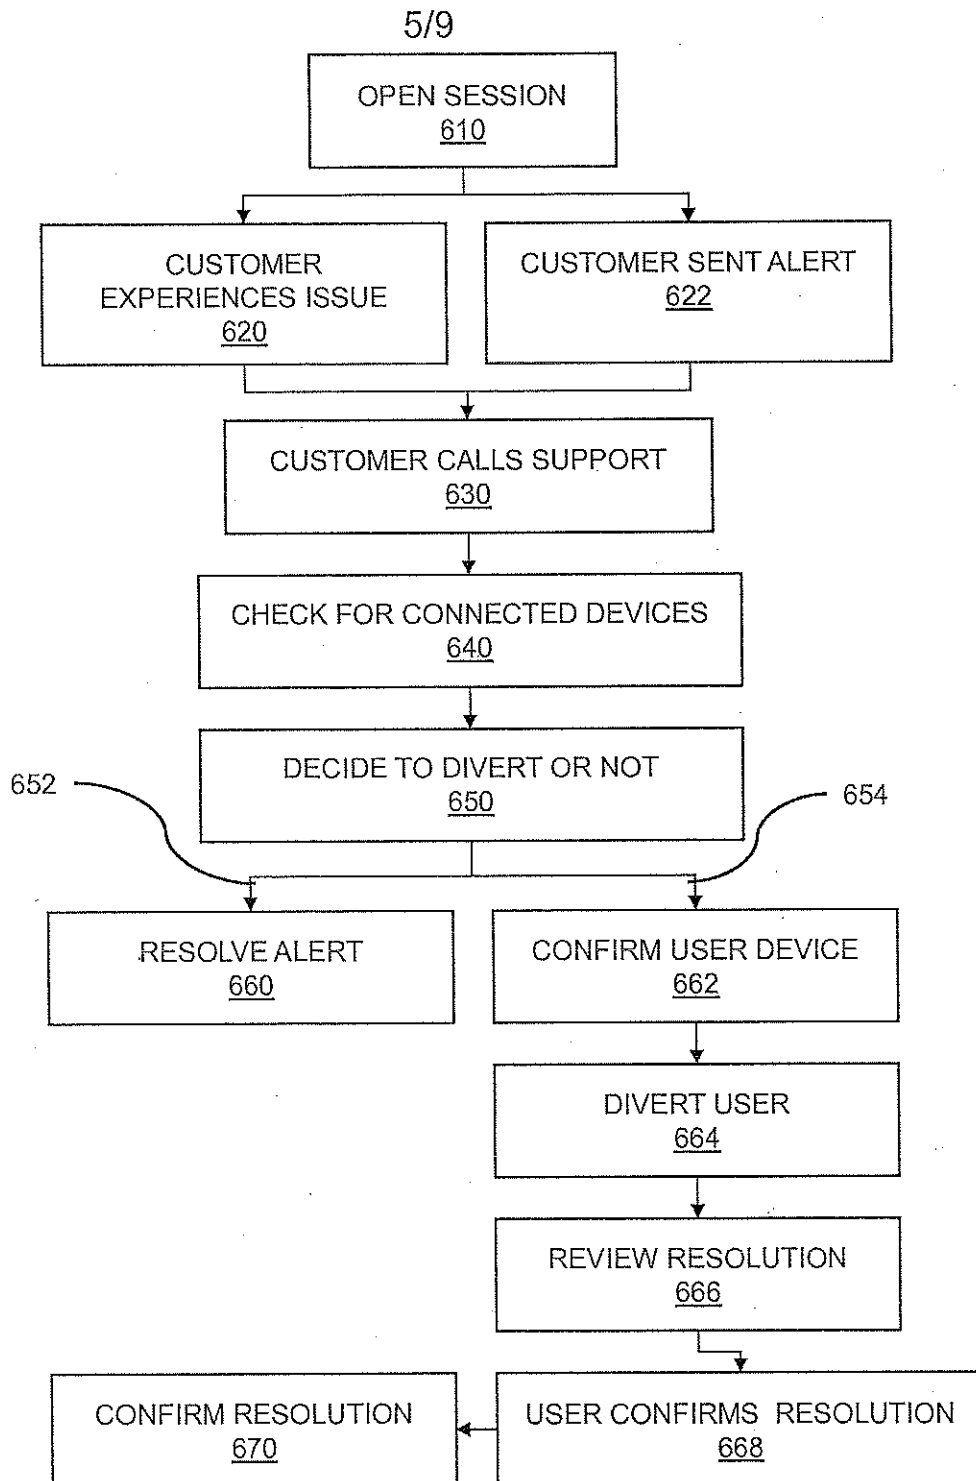 5/9
OPEN SESSION
610
CUSTOMER
EXPERIENCES ISSUE
620
CUSTOMER SENT ALERT
622
CUSTOMER CALLS SUPPORT
630
CHECK FOR CONNECTED DEVICES
640
DECIDE TO DIVERT OR NOT
650
652
654
RESOLVE ALERT
660
CONFIRM USER DEVICE
662
DIVERT USER
664
REVIEW RESOLUTION
666
CONFIRM RESOLUTION
670
USER CONFIRMS RESOLUTION
668